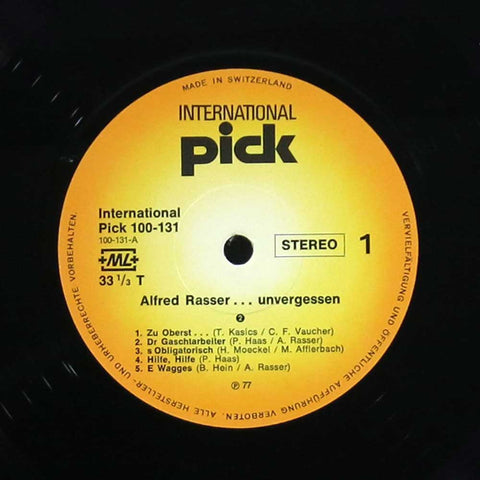 MADE IN SWITZERLAND
INTERNATIONAL
pick
International
Pick 100-131
100-131-A
+ML+
33 1/3 T
STEREO
1
Alfred Rasser . . . unvergessen
2
1. Zu Oberst . . . (T. Kasics / C. F. Vaucher)
2. Dr Gaschtarbeiter (P. Haas / A. Rasser)
3. s Obligatorisch (H. Moeckel / M. Afflerbach)
4. Hilfe, Hilfe (P. Haas)
5. E Wagges (B. Hein / A. Rasser)
Ⓟ 77
VERVIELFÄLTIGUNG UND ÖFFENTLICHE AUFFÜHRUNG VERBOTEN. ALLE HERSTELLER- UND URHEBERRECHTE VORBEHALTEN.